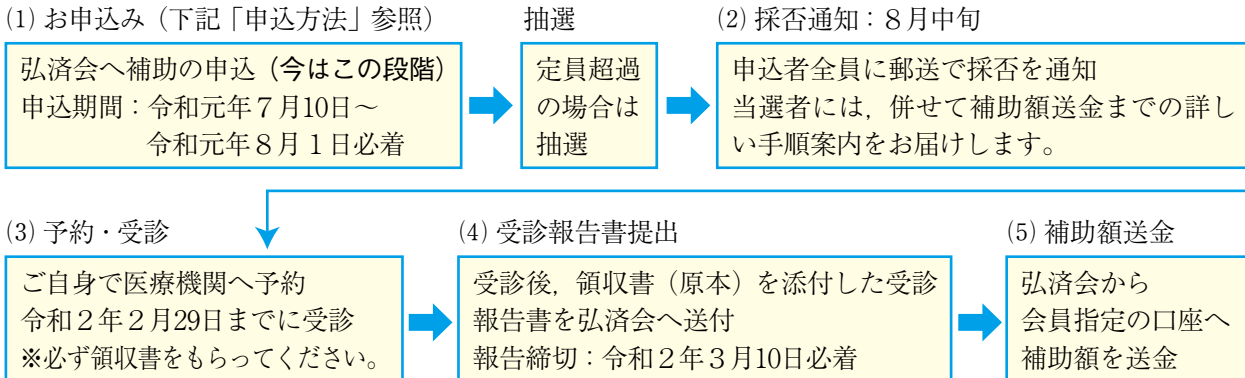 (1) お申込み（下記「申込方法」参照）
弘済会へ補助の申込（今はこの段階）
申込期間：令和元年７月10日～
令和元年８月１日必着
抽選
定員超過
の場合は
抽選
(2) 採否通知：８月中旬
申込者全員に郵送で採否を通知
当選者には，併せて補助額送金までの詳し
い手順案内をお届けします。
(3) 予約・受診
ご自身で医療機関へ予約
令和２年２月29日までに受診
※必ず領収書をもらってください。
(4) 受診報告書提出
受診後，領収書（原本）を添付した受診
報告書を弘済会へ送付
報告締切：令和２年３月10日必着
(5) 補助額送金
弘済会から
会員指定の口座へ
補助額を送金